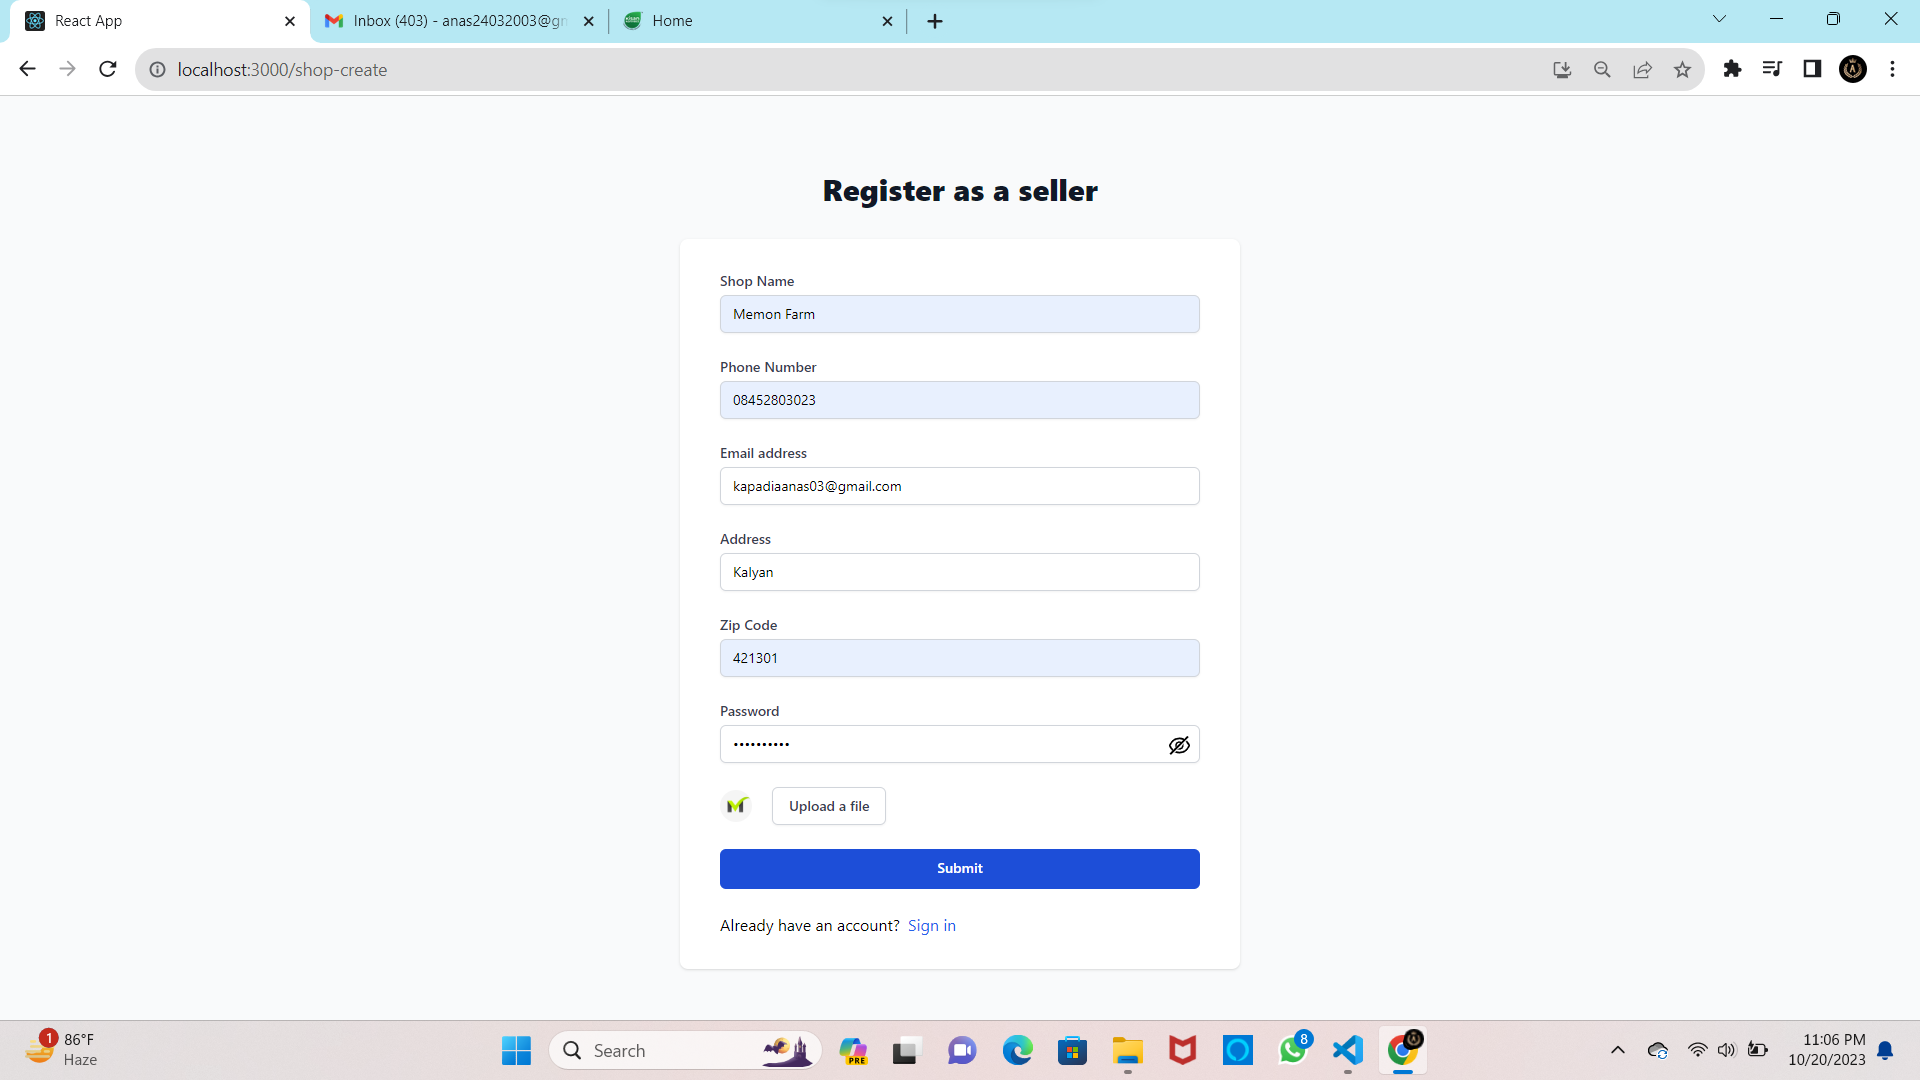 React App
Inbox (403) - anas24032003@gm
Home
localhost:3000/shop-create
Register as a seller
Shop Name
Memon Farm
Phone Number
08452803023
Email address
kapadiaanas03@gmail.com
Address
Kalyan
Zip Code
421301
Password
••••••••••
Upload a file
Submit
Already have an account? Sign in
1
86°F
Haze
Search
PRE
8
11:06 PM
10/20/2023